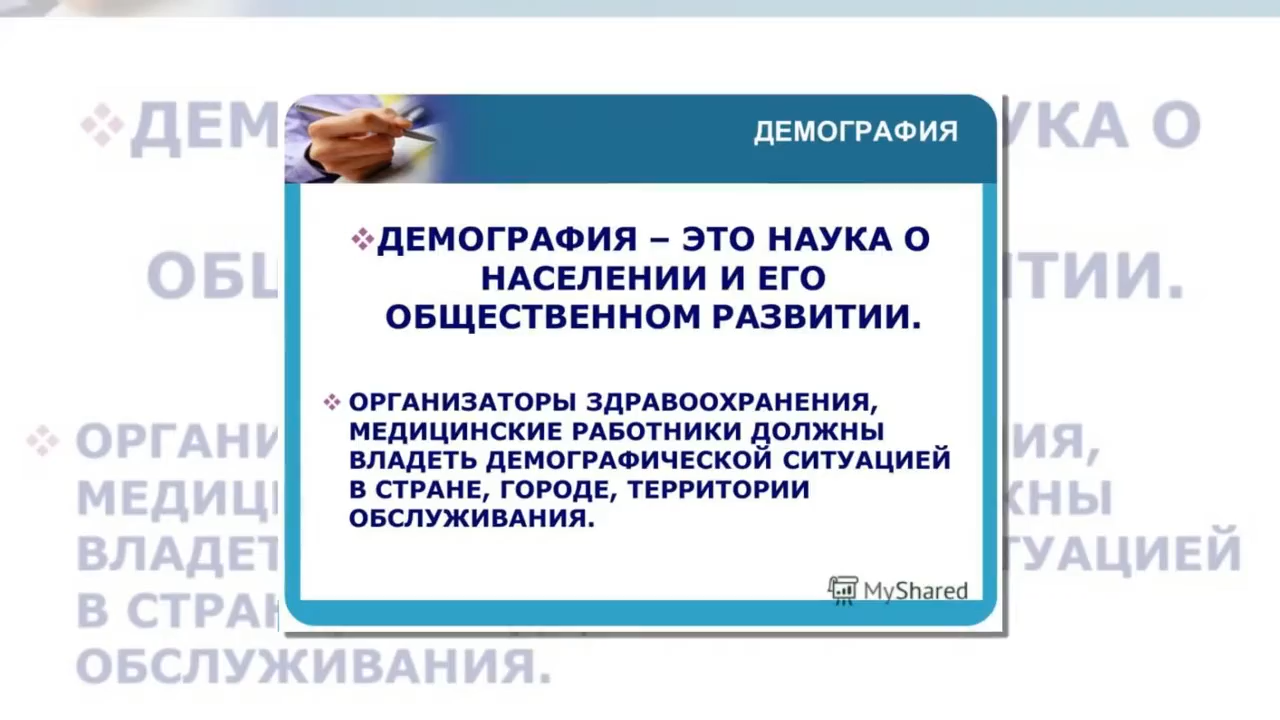 ДЕМОГРАФИЯ
ДЕМОГРАФИЯ – ЭТО НАУКА О
НАСЕЛЕНИИ И ЕГО
ОБЩЕСТВЕННОМ РАЗВИТИИ.
ОРГАНИЗАТОРЫ ЗДРАВООХРАНЕНИЯ,
МЕДИЦИНСКИЕ РАБОТНИКИ ДОЛЖНЫ
ВЛАДЕТЬ ДЕМОГРАФИЧЕСКОЙ СИТУАЦИЕЙ
В СТРАНЕ, ГОРОДЕ, ТЕРРИТОРИИ
ОБСЛУЖИВАНИЯ.
MyShared